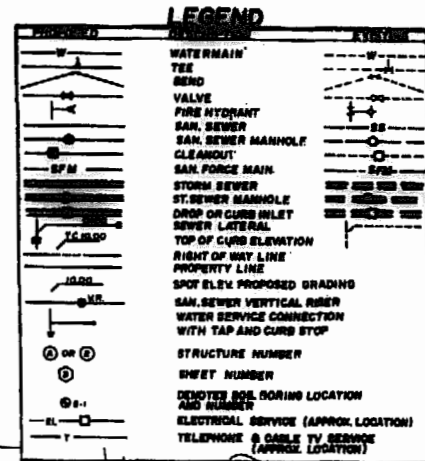 LEGEND
PROPOSED DESCRIPTION EXISTING
W WATERMAIN W
TEE
BEND
VALVE
FIRE HYDRANT
SAN. SEWER SS
SAN. SEWER MANHOLE
CLEANOUT
SFM SAN. FORCE MAIN SFM
STORM SEWER
ST. SEWER MANHOLE
DROP OR CURB INLET
SEWER LATERAL
TC 10.00 TOP OF CURB ELEVATION
RIGHT OF WAY LINE
PROPERTY LINE
10.00 SPOT ELEV. PROPOSED GRADING
V.R. SAN. SEWER VERTICAL RISER
WATER SERVICE CONNECTION
WITH TAP AND CURB STOP
A OR STRUCTURE NUMBER
SHEET NUMBER
DENOTES SOIL BORING LOCATION
AND NUMBER
EL ELECTRICAL SERVICE (APPROX. LOCATION)
T TELEPHONE & CABLE TV SERVICE
(APPROX. LOCATION)